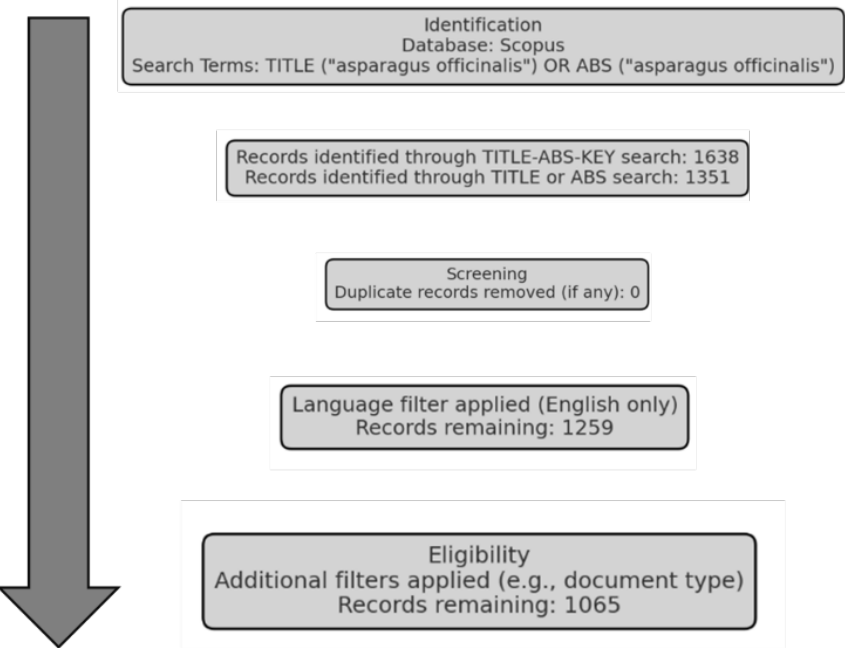 Identification
Database: Scopus
Search Terms: TITLE ("asparagus officinalis") OR ABS ("asparagus officinalis")
Records identified through TITLE-ABS-KEY search: 1638
Records identified through TITLE or ABS search: 1351
Screening
Duplicate records removed (if any): 0
Language filter applied (English only)
Records remaining: 1259
Eligibility
Additional filters applied (e.g., document type)
Records remaining: 1065